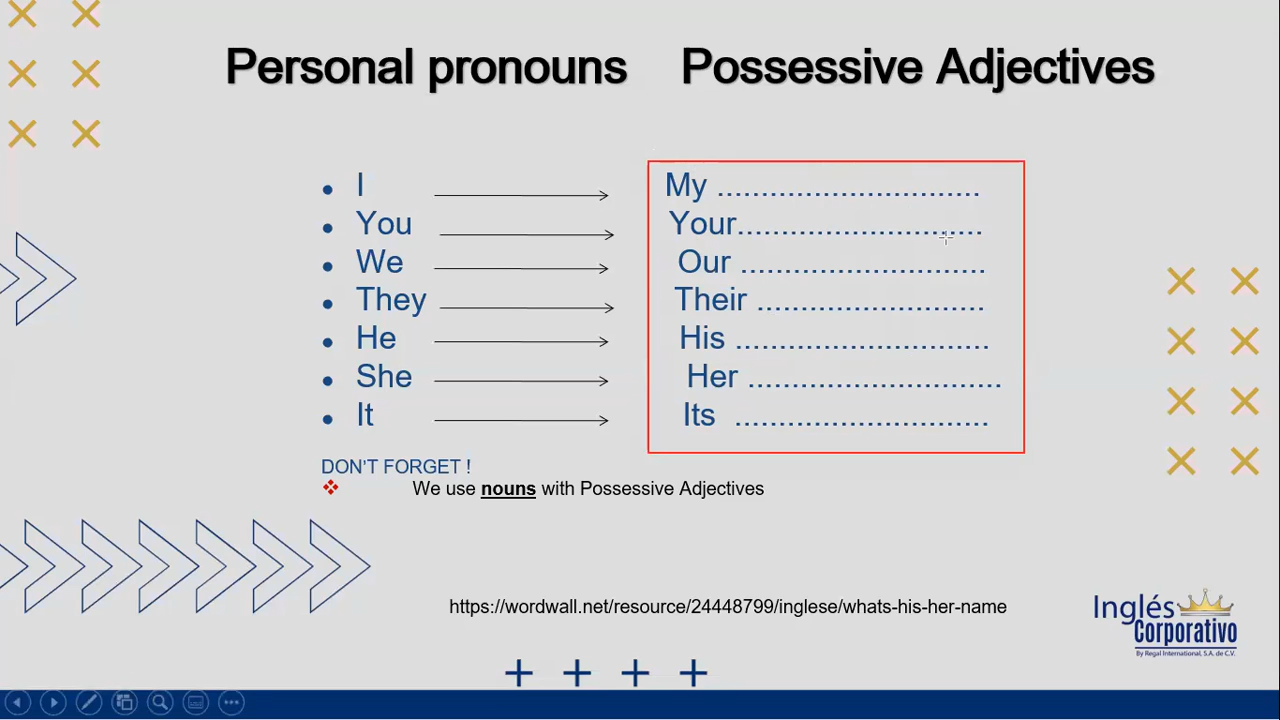 Personal pronouns Possessive Adjectives
• I My ..............................
• You Your............................
• We Our ............................
• They Their ..........................
• He His .............................
• She Her .............................
• It Its .............................
DON'T FORGET !
❖ We use nouns with Possessive Adjectives
https://wordwall.net/resource/24448799/inglese/whats-his-her-name
Inglés
Corporativo
By Regal International, S.A. de C.V.